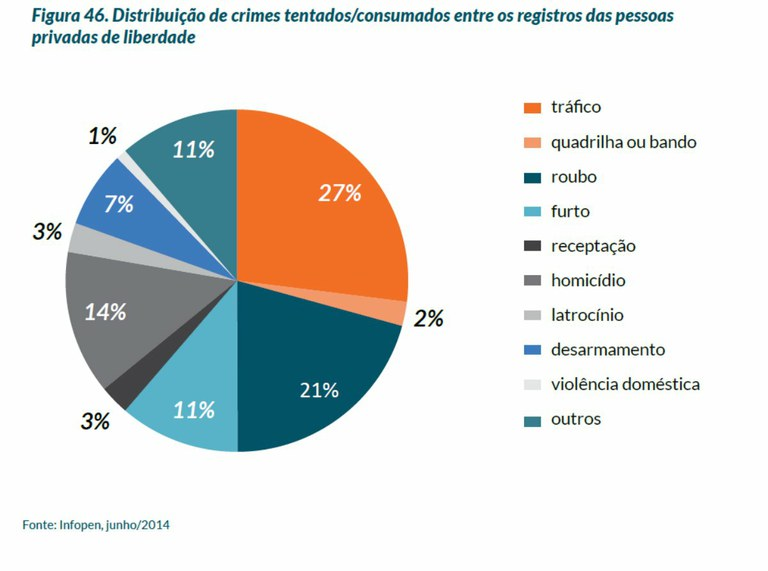 Figura 46. Distribuição de crimes tentados/consumados entre os registros das pessoas
privadas de liberdade
1%
11%
27%
7%
3%
14%
2%
21%
11%
3%
tráfico
quadrilha ou bando
roubo
furto
receptação
homicídio
latrocínio
desarmamento
violência doméstica
outros
Fonte: Infopen, junho/2014